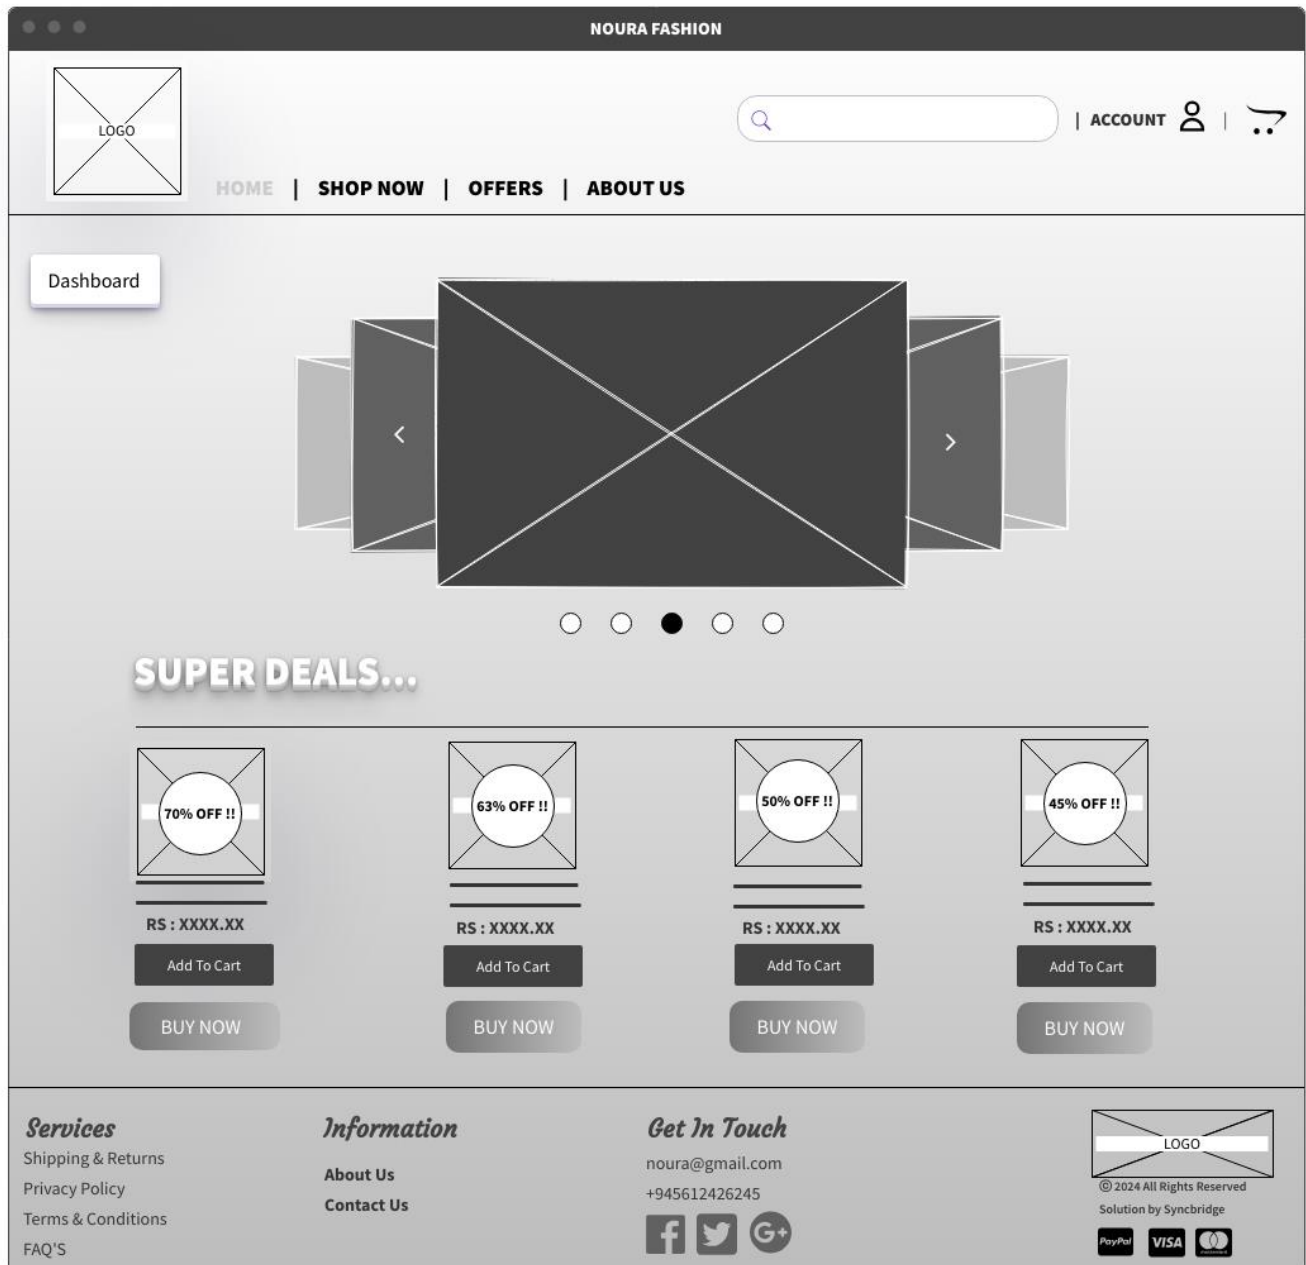 NOURA FASHION
LOGO
| ACCOUNT |
HOME | SHOP NOW | OFFERS | ABOUT US
Dashboard
SUPER DEALS...
70% OFF !! 63% OFF !! 50% OFF !! 45% OFF !!
RS : XXXX.XX RS : XXXX.XX RS : XXXX.XX RS : XXXX.XX
Add To Cart Add To Cart Add To Cart Add To Cart
BUY NOW BUY NOW BUY NOW BUY NOW
Services
Shipping & Returns
Privacy Policy
Terms & Conditions
FAQ'S
Information
About Us
Contact Us
Get In Touch
noura@gmail.com
+945612426245
f G+
LOGO
© 2024 All Rights Reserved
Solution by Syncbridge
PayPal VISA